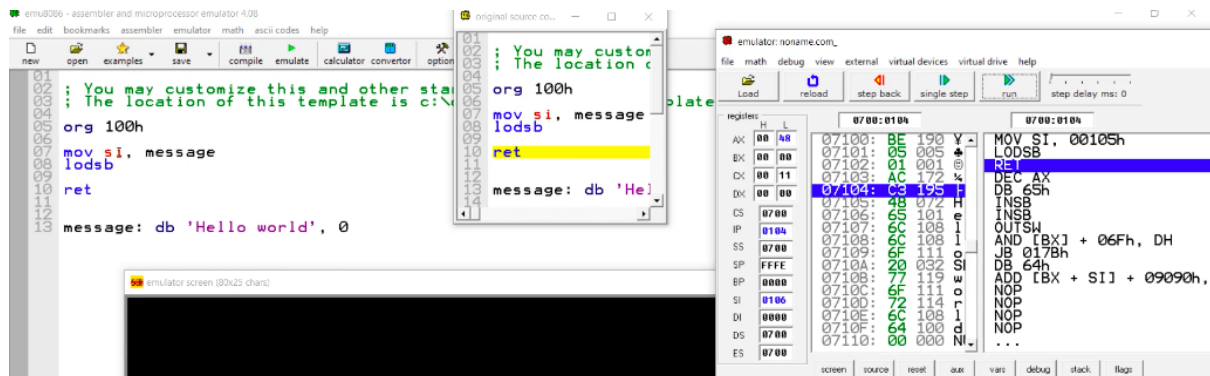 emu8086 - assembler and microprocessor emulator 4.08
file edit bookmarks assembler emulator math ascii codes help
new open examples save compile emulate calculator convertor option
01
02 ; You may customize this and other sta
03 ; The location of this template is c:\
04
05 org 100h
06
07 mov si, message
08 lodsb
09
10 ret
11
12
13 message: db 'Hello world', 0
original source co...
01
02 ; You may custom
03 ; The location o
04
05 org 100h
06
07 mov si, message
08 lodsb
09
10 ret
11
12
13 message: db 'Hel
14
plate
emulator screen (80x25 chars)
emulator: noname.com_
file math debug view external virtual devices virtual drive help
Load reload step back single step run step delay ms: 0
registers
H L
AX 00 48
BX 00 00
CX 00 11
DX 00 00
CS 0700
IP 0104
SS 0700
SP FFFE
BP 0000
SI 0106
DI 0000
DS 0700
ES 0700
0700:0104
07100: BE 190 ¥
07101: 05 005 ♣
07102: 01 001 ☺
07103: AC 172 ¼
07104: C3 195 ├
07105: 48 072 H
07106: 65 101 e
07107: 6C 108 l
07108: 6C 108 l
07109: 6F 111 o
0710A: 20 032 SP
0710B: 77 119 w
0710C: 6F 111 o
0710D: 72 114 r
0710E: 6C 108 l
0710F: 64 100 d
07110: 00 000 NU
0700:0104
MOV SI, 00105h
LODSB
RET
DEC AX
DB 65h
INSB
INSB
OUTSW
AND [BX] + 06Fh, DH
JB 017Bh
DB 64h
ADD [BX + SI] + 09090h,
NOP
NOP
NOP
NOP
...
screen source reset aux vars debug stack flags